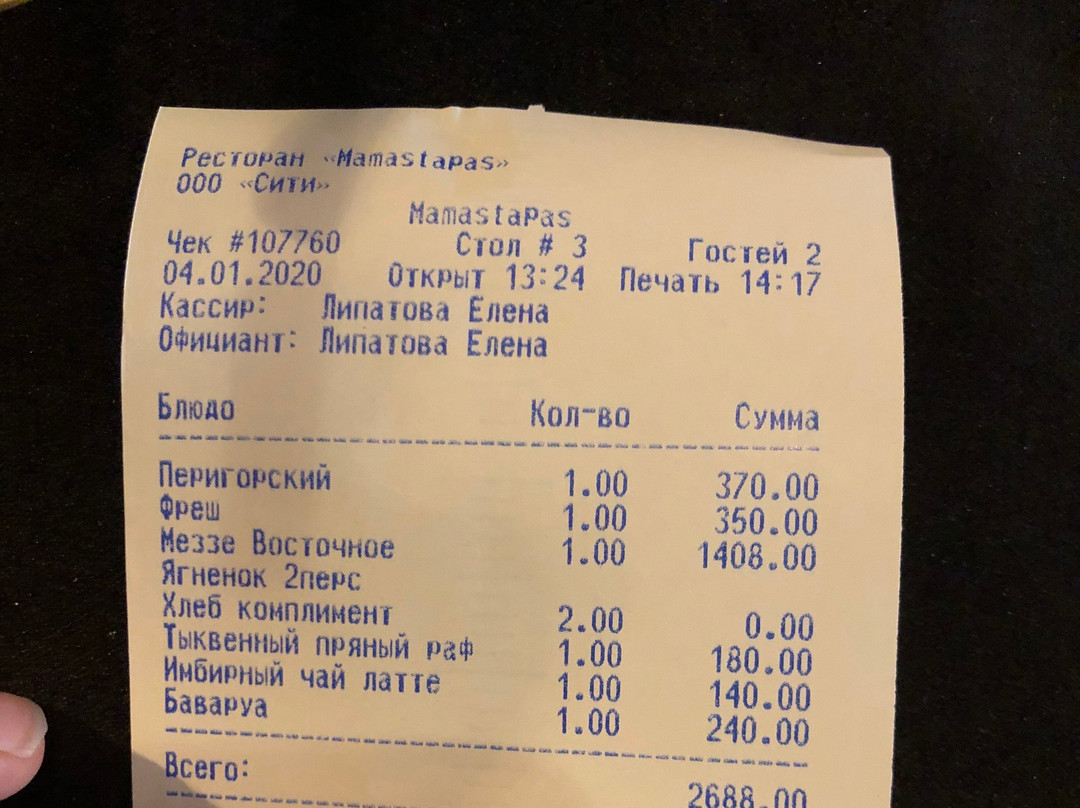 Ресторан «Mamastapas»
ООО «Сити»
MamastaPas
Чек #107760 Стол # 3 Гостей 2
04.01.2020 Открыт 13:24 Печать 14:17
Кассир: Липатова Елена
Официант: Липатова Елена
Блюдо Кол-во Сумма
Перигорский 1.00 370.00
Фреш 1.00 350.00
Меззе Восточное 1.00 1408.00
Ягненок 2перс
Хлеб комплимент 2.00 0.00
Тыквенный пряный раф 1.00 180.00
Имбирный чай латте 1.00 140.00
Баваруа 1.00 240.00
Всего: 2688.00